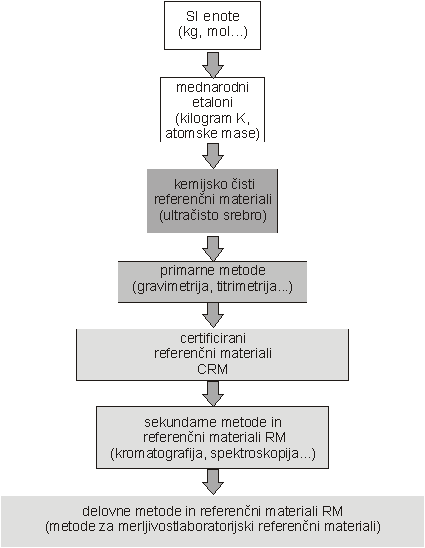 SI enote
(kg, mol...)
mednarodni
etaloni
(kilogram K,
atomske mase)
kemijsko čisti
referenčni materiali
(ultračisto srebro)
primarne metode
(gravimetrija, titrimetrija...)
certificirani
referenčni materiali
CRM
sekundarne metode in
referenčni materiali RM
(kromatografija, spektroskopija...)
delovne metode in referenčni materiali RM
(metode za merljivostlaboratorijski referenčni materiali)